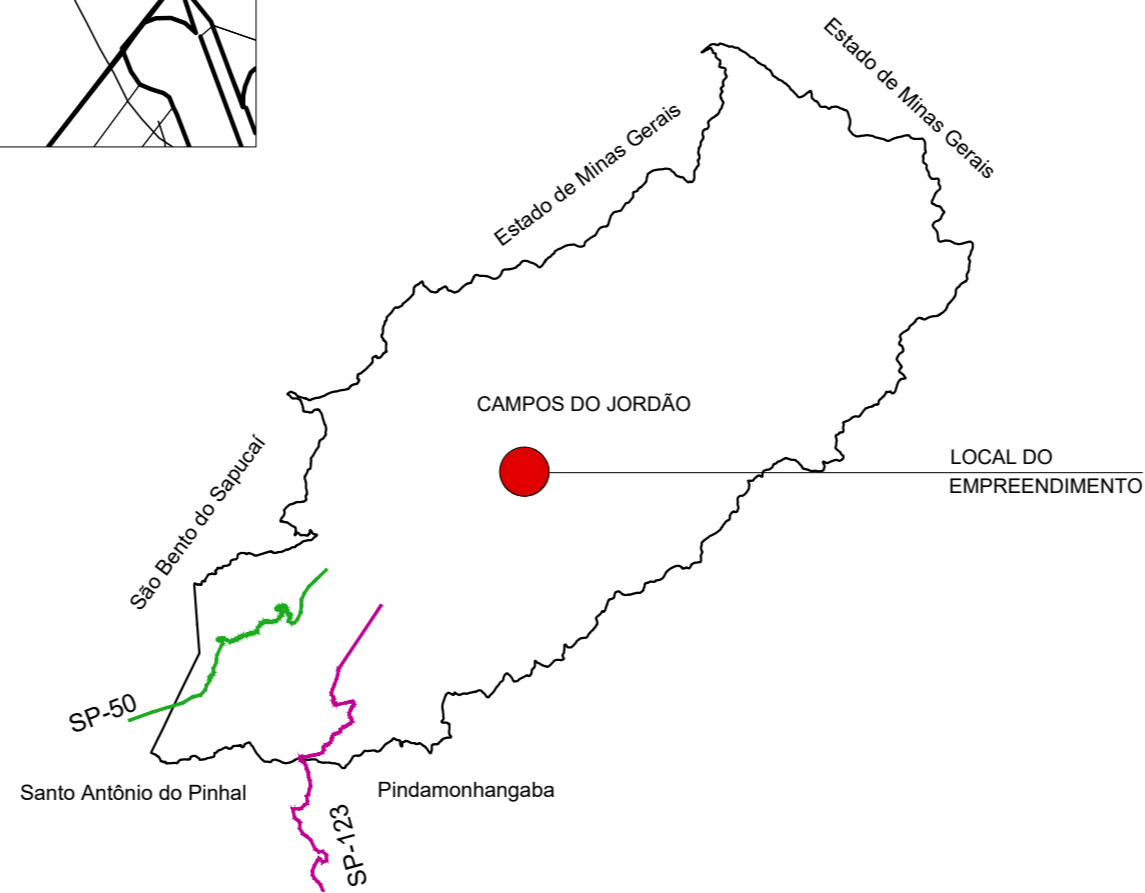 Estado de Minas Gerais
Estado de Minas Gerais
CAMPOS DO JORDÃO
LOCAL DO
EMPREENDIMENTO
São Bento do Sapucaí
SP-50
Santo Antônio do Pinhal
Pindamonhangaba
SP-123